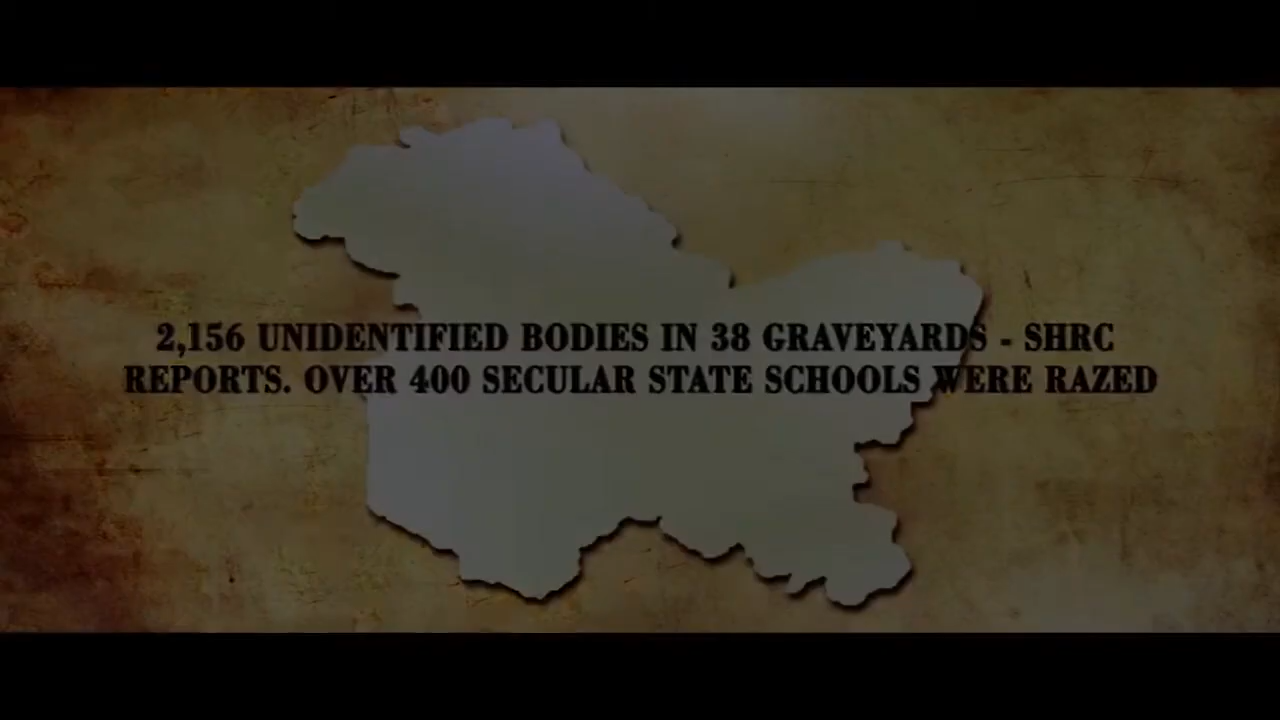 2,156 UNIDENTIFIED BODIES IN 38 GRAVEYARDS - SHRC
REPORTS. OVER 400 SECULAR STATE SCHOOLS WERE RAZED